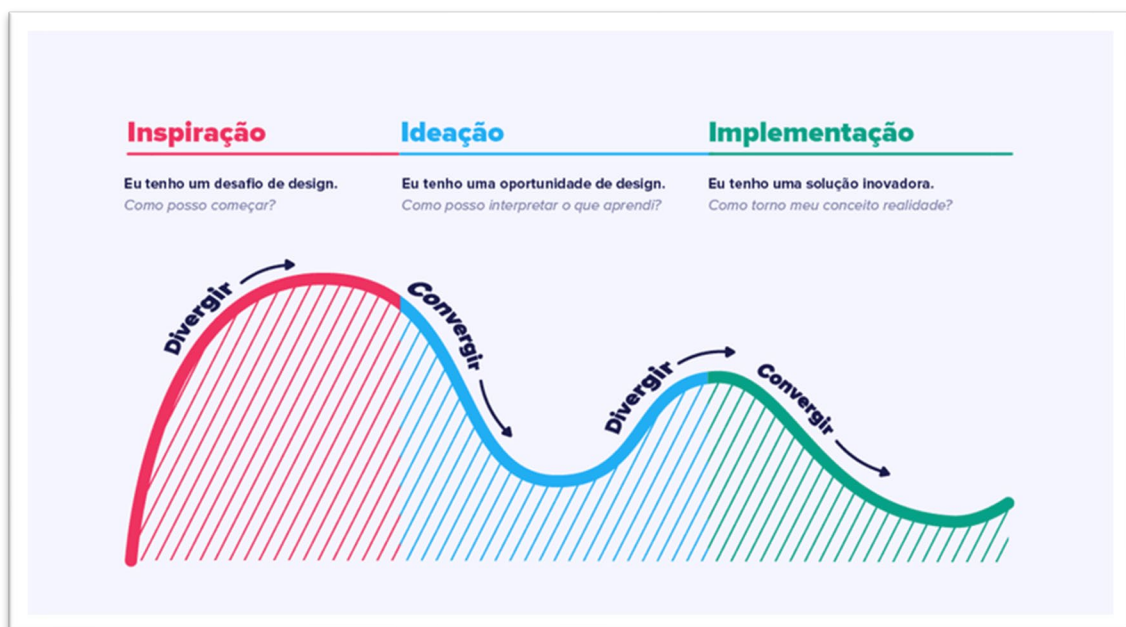 Inspiração
Ideação
Implementação
Eu tenho um desafio de design.
Como posso começar?
Eu tenho uma oportunidade de design.
Como posso interpretar o que aprendi?
Eu tenho uma solução inovadora.
Como torno meu conceito realidade?
Divergir
Convergir
Divergir
Convergir